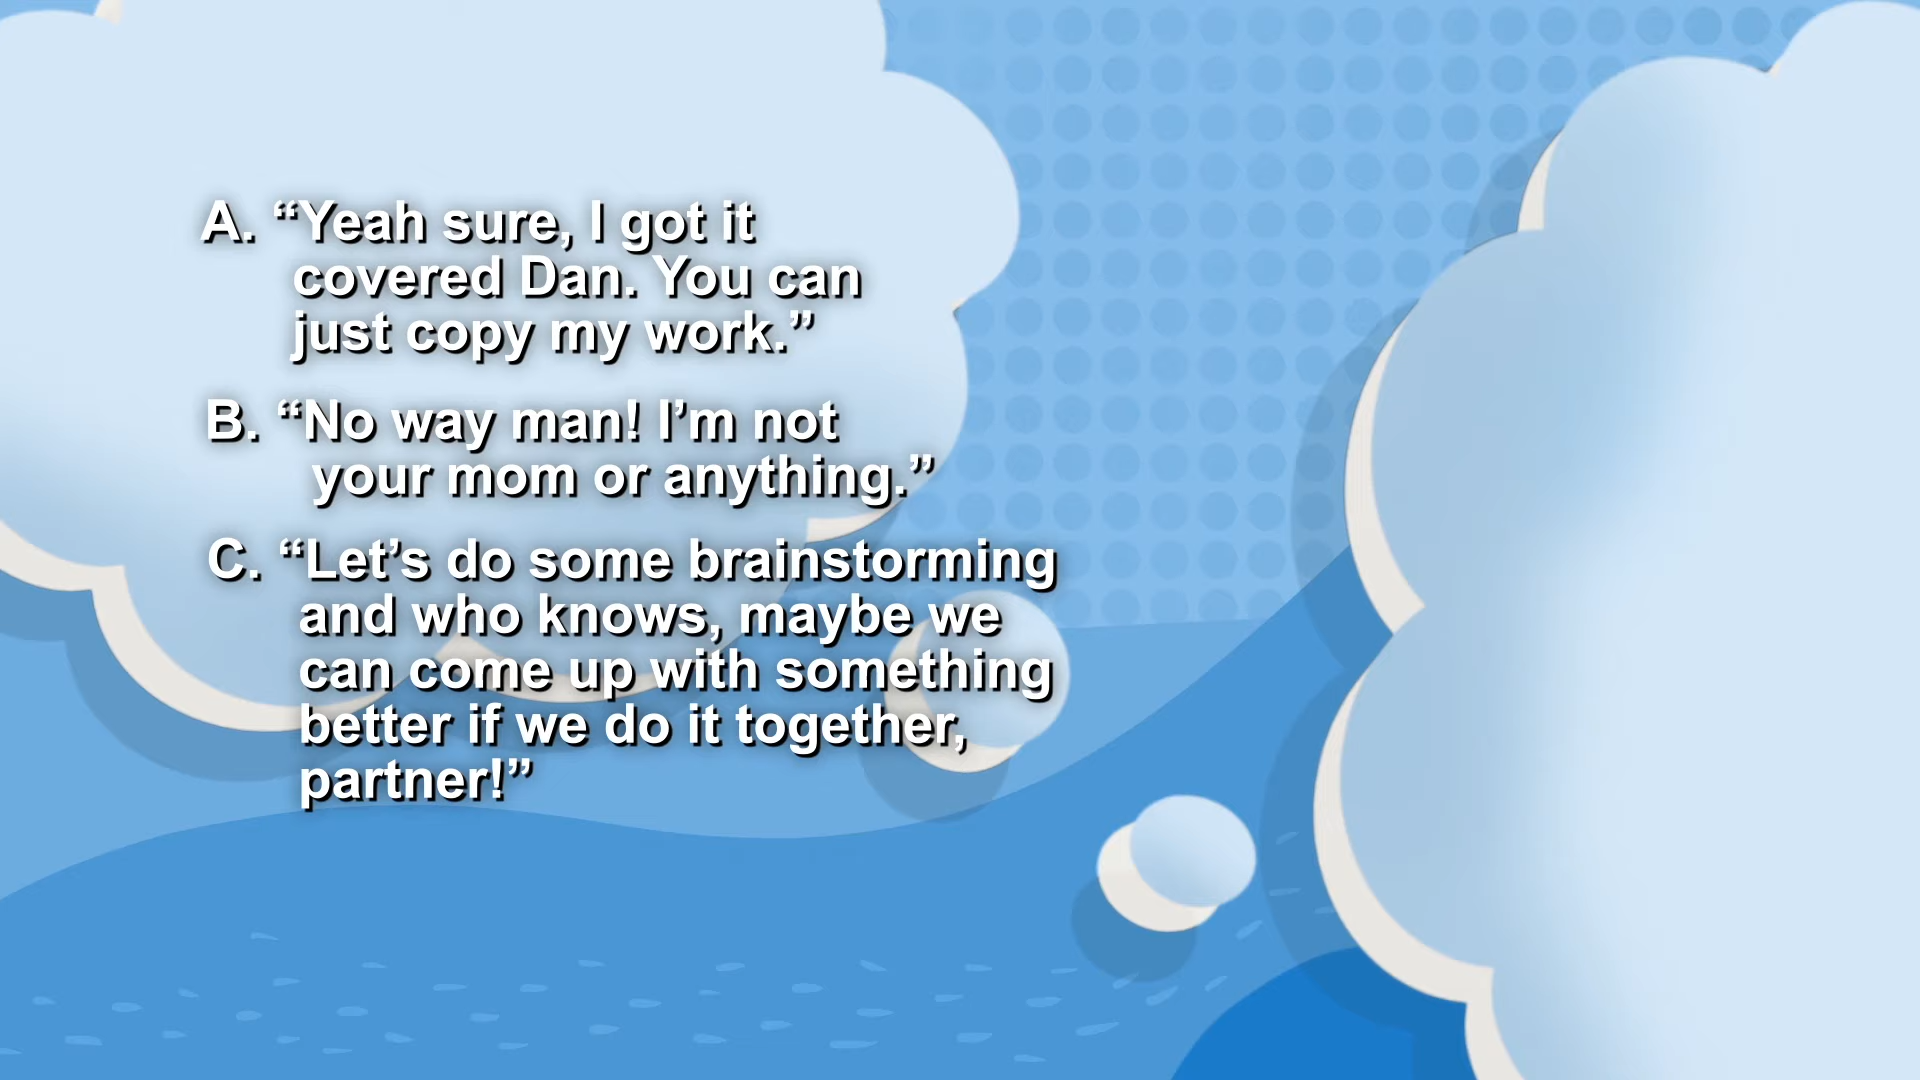 A. “Yeah sure, I got it
covered Dan. You can
just copy my work.”
B. “No way man! I’m not
your mom or anything.”
C. “Let’s do some brainstorming
and who knows, maybe we
can come up with something
better if we do it together,
partner!”